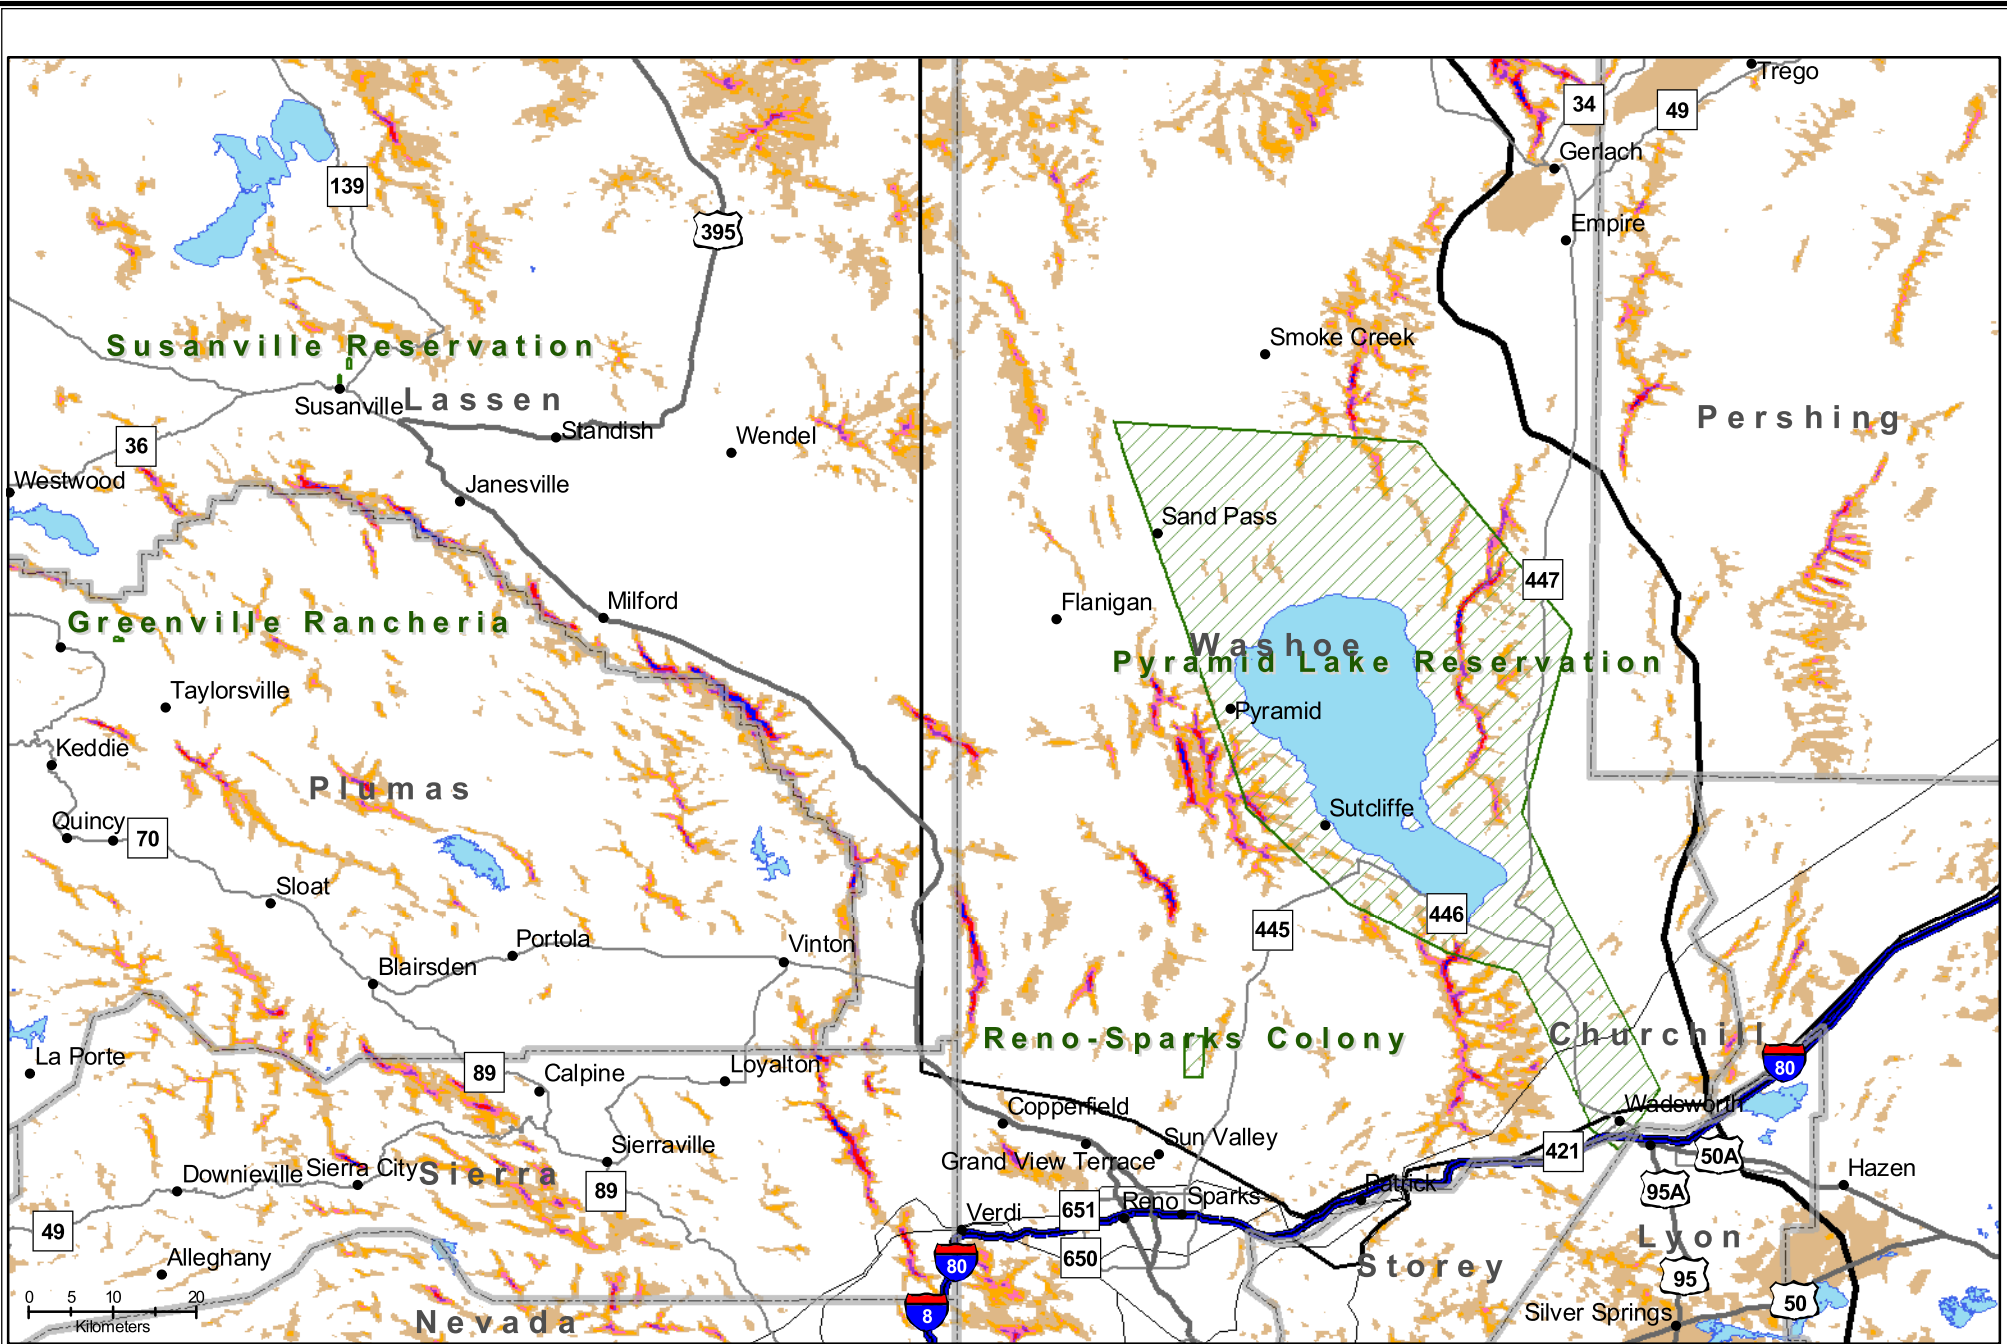 Trego
34
49
Gerlach
139
Empire
395
Smoke Creek
Susanville Reservation
Susanville
Lassen
Standish
Wendel
Pershing
36
Westwood
Janesville
Sand Pass
447
Milford
Flanigan
Greenville Rancheria
Washoe
Pyramid Lake Reservation
Taylorsville
Pyramid
Keddie
Plumas
Sutcliffe
Quincy
70
Sloat
446
445
Portola
Vinton
Blairsden
Reno-Sparks Colony
Churchill
La Porte
80
89
Calpine
Loyalton
Copperfield
Wadsworth
Sun Valley
Sierraville
421
50A
Grand View Terrace
Downieville
Sierra City
Sierra
Hazen
Patrick
89
95A
Reno
Sparks
651
Verdi
49
Lyon
Alleghany
80
650
Storey
95
50
0 5 10 20
Kilometers
8
Silver Springs
Nevada